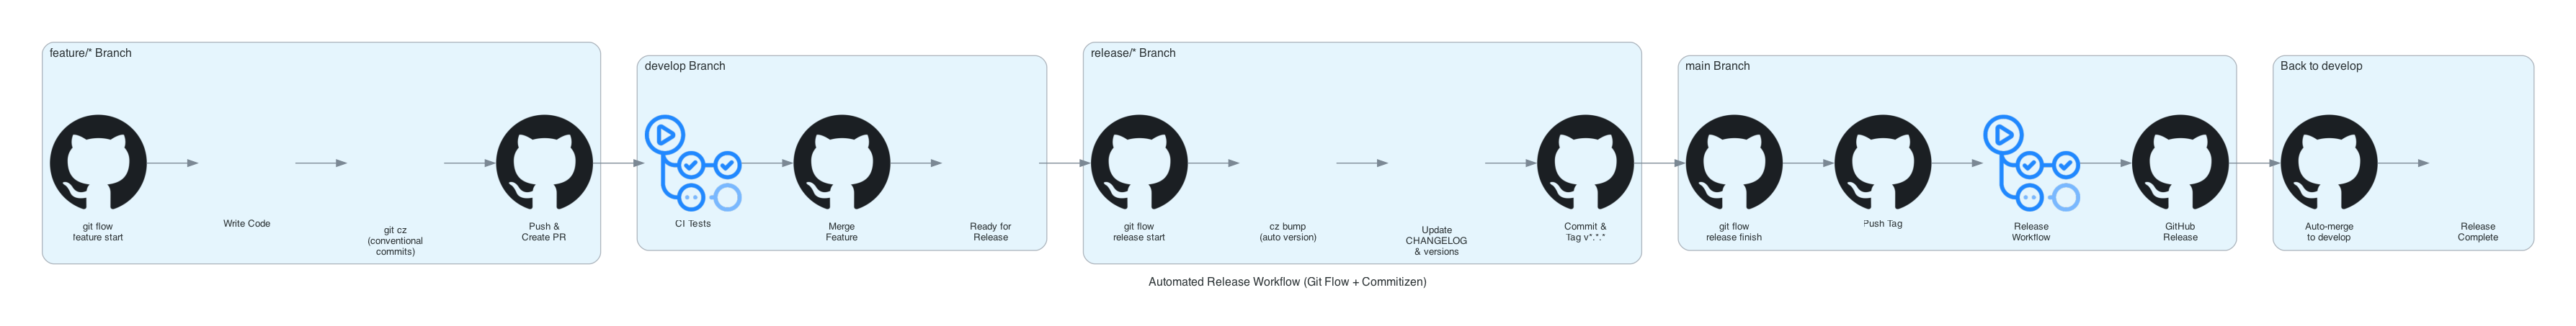 feature/* Branch
git flow
feature start
Write Code
git cz
(conventional
commits)
Push &
Create PR
develop Branch
CI Tests
Merge
Feature
Ready for
Release
release/* Branch
git flow
release start
cz bump
(auto version)
Update
CHANGELOG
& versions
Commit &
Tag v*.*.*
main Branch
git flow
release finish
Push Tag
Release
Workflow
GitHub
Release
Back to develop
Auto-merge
to develop
Release
Complete
Automated Release Workflow (Git Flow + Commitizen)